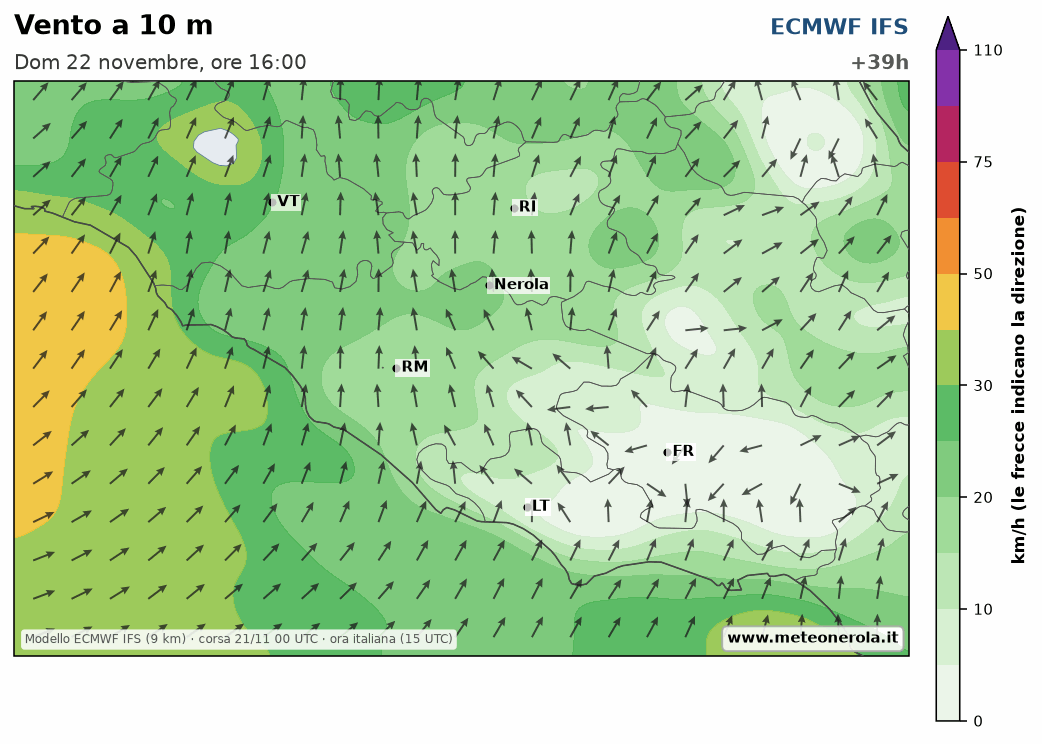 Vento a 10 m
ECMWF IFS
Dom 22 novembre, ore 16:00
+39h
VT
RI
Nerola
RM
FR
LT
Modello ECMWF IFS (9 km) · corsa 21/11 00 UTC · ora italiana (15 UTC)
www.meteonerola.it
110
75
50
30
20
10
0
km/h (le frecce indicano la direzione)